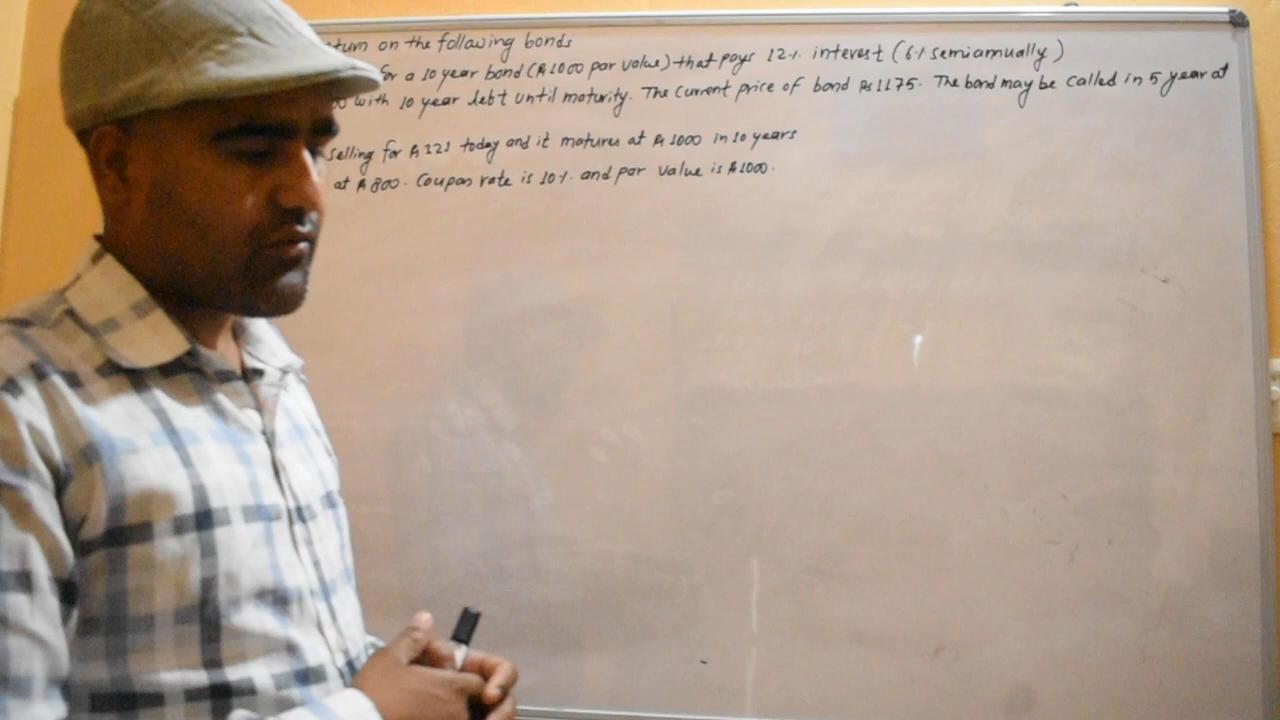 turn on the following bonds
for a 10 year bond (Rs 1000 par value) that pays 12% interest (6% semiannually)
00 with 10 year lebt until maturity. The current price of bond Rs 1175. The bond may be called in 5 year at
Selling for Rs 321 today and it matures at Rs 1000 in 10 years
at Rs 800. Coupon rate is 10%. and par value is Rs 1000.